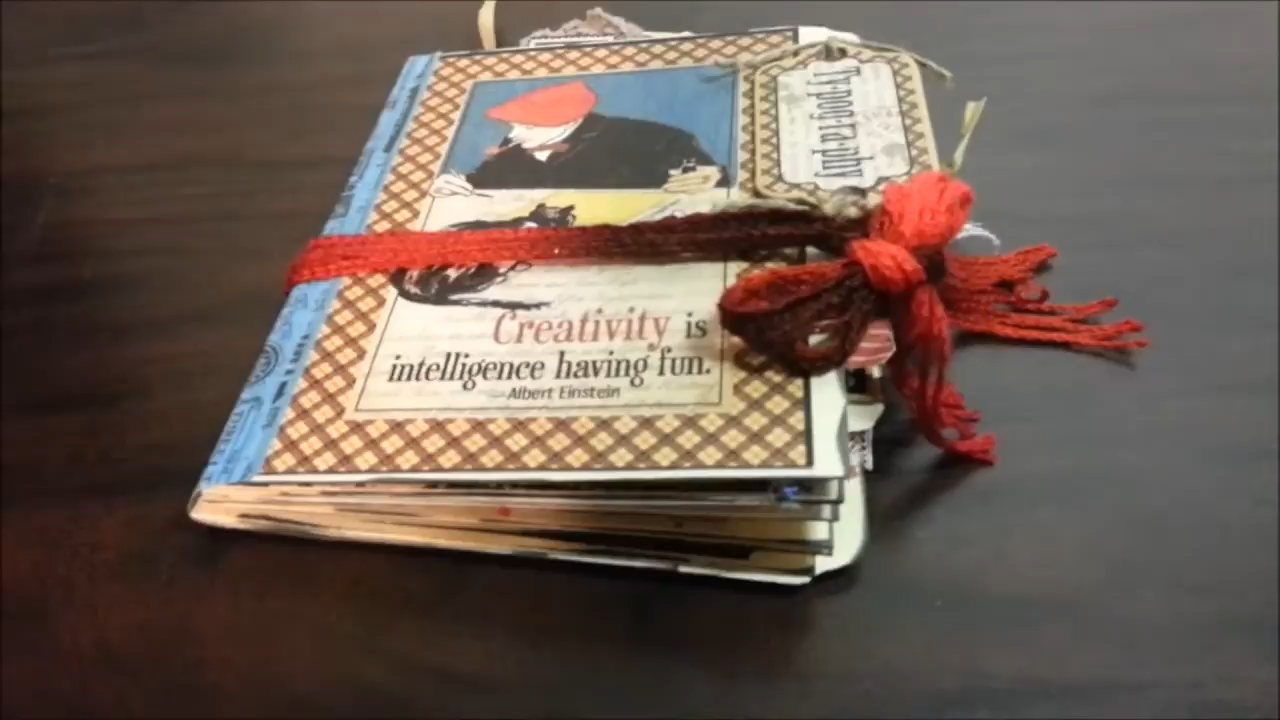 Ty·pog·ra·phy
Creativity is
intelligence having fun.
Albert Einstein